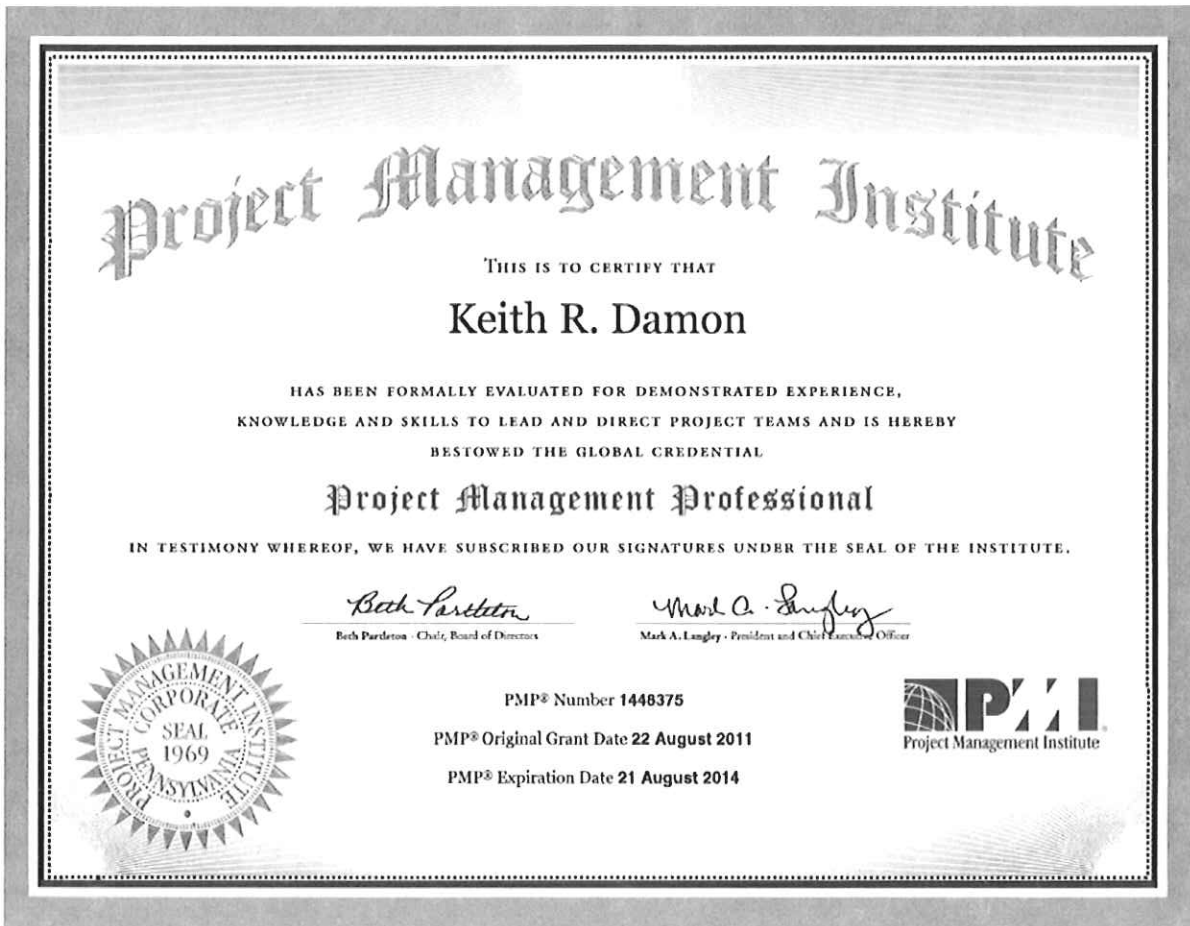 Project Management Institute
THIS IS TO CERTIFY THAT
Keith R. Damon
HAS BEEN FORMALLY EVALUATED FOR DEMONSTRATED EXPERIENCE,
KNOWLEDGE AND SKILLS TO LEAD AND DIRECT PROJECT TEAMS AND IS HEREBY
BESTOWED THE GLOBAL CREDENTIAL
Project Management Professional
IN TESTIMONY WHEREOF, WE HAVE SUBSCRIBED OUR SIGNATURES UNDER THE SEAL OF THE INSTITUTE.
Beth Partleton
Mark A. Langley
Beth Partleton · Chair, Board of Directors
Mark A. Langley · President and Chief Executive Officer
PROJECT MANAGEMENT INSTITUTE
CORPORATE
SEAL
1969
PENNSYLVANIA
PMP® Number 1448375
PMP® Original Grant Date 22 August 2011
PMP® Expiration Date 21 August 2014
PMI
Project Management Institute